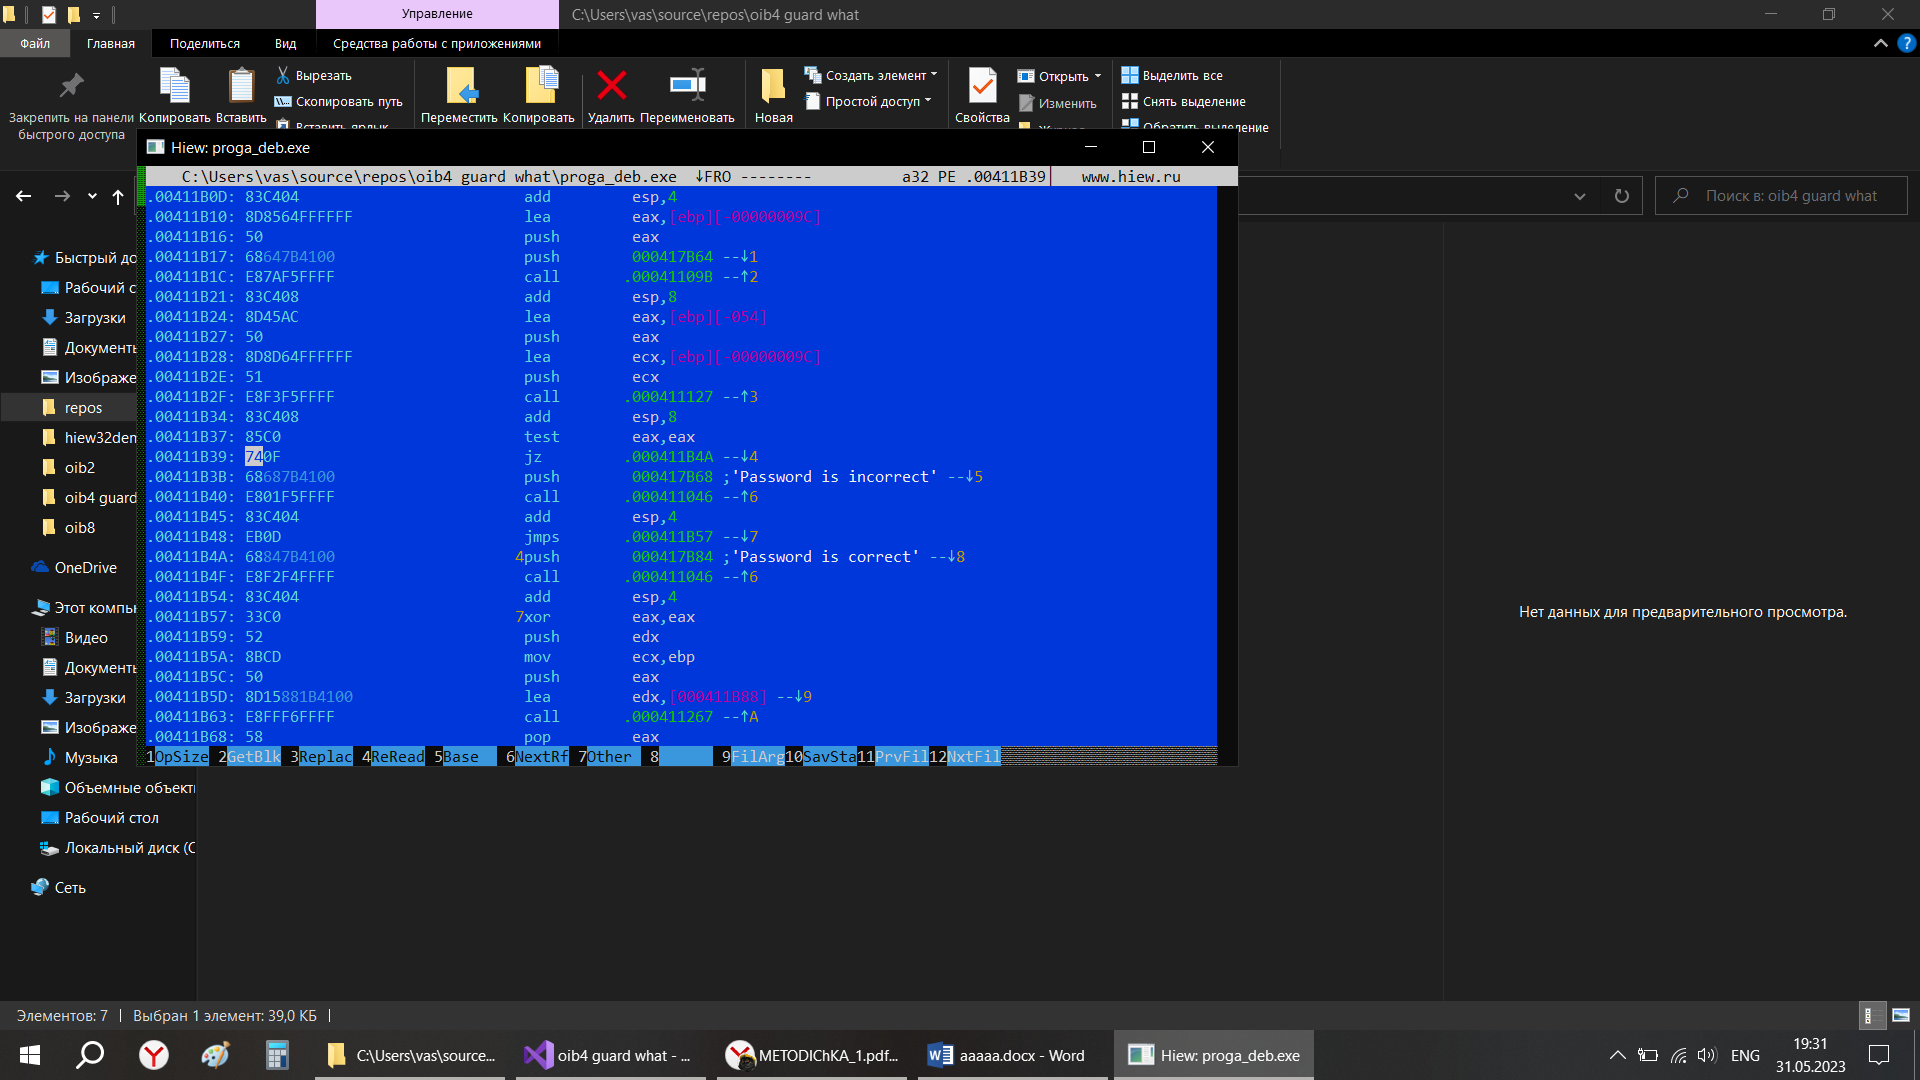 Управление
C:\Users\vas\source\repos\oib4 guard what
Файл
Главная
Поделиться
Вид
Средства работы с приложениями
Закрепить на панели быстрого доступа
Копировать
Вставить
Вырезать
Скопировать путь
Вставить ярлык
Переместить
Копировать
Удалить
Переименовать
Новая
Создать элемент
Простой доступ
Свойства
Открыть
Изменить
Журнал
Выделить все
Снять выделение
Обратить выделение
Hiew: proga_deb.exe
C:\Users\vas\source\repos\oib4 guard what\proga_deb.exe ↓FRO -------- a32 PE .00411B39│ www.hiew.ru
.00411B0D: 83C404 add esp,4
.00411B10: 8D8564FFFFFF lea eax,[ebp][-00000009C]
.00411B16: 50 push eax
.00411B17: 68647B4100 push 000417B64 --↓1
.00411B1C: E87AF5FFFF call .00041109B --↑2
.00411B21: 83C408 add esp,8
.00411B24: 8D45AC lea eax,[ebp][-054]
.00411B27: 50 push eax
.00411B28: 8D8D64FFFFFF lea ecx,[ebp][-00000009C]
.00411B2E: 51 push ecx
.00411B2F: E8F3F5FFFF call .000411127 --↑3
.00411B34: 83C408 add esp,8
.00411B37: 85C0 test eax,eax
.00411B39: 740F jz .000411B4A --↓4
.00411B3B: 68687B4100 push 000417B68 ;'Password is incorrect' --↓5
.00411B40: E801F5FFFF call .000411046 --↑6
.00411B45: 83C404 add esp,4
.00411B48: EB0D jmps .000411B57 --↓7
.00411B4A: 68847B4100 4push 000417B84 ;'Password is correct' --↓8
.00411B4F: E8F2F4FFFF call .000411046 --↑6
.00411B54: 83C404 add esp,4
.00411B57: 33C0 7xor eax,eax
.00411B59: 52 push edx
.00411B5A: 8BCD mov ecx,ebp
.00411B5C: 50 push eax
.00411B5D: 8D15881B4100 lea edx,[000411B88] --↓9
.00411B63: E8FFF6FFFF call .000411267 --↑A
.00411B68: 58 pop eax
1OpSize 2GetBlk 3Replac 4ReRead 5Base 6NextRf 7Other 8 9FilArg10SavSta11PrvFil12NxtFil
Поиск в: oib4 guard what
Быстрый до
Рабочий с
Загрузки
Документы
Изображе
repos
hiew32dem
oib2
oib4 guard
oib8
OneDrive
Этот компью
Видео
Документы
Загрузки
Изображе
Музыка
Объемные объекты
Рабочий стол
Локальный диск (C
Сеть
Нет данных для предварительного просмотра.
Элементов: 7
Выбран 1 элемент: 39,0 КБ
C:\Users\vas\source...
oib4 guard what - ...
METODIChKA_1.pdf...
aaaaa.docx - Word
Hiew: proga_deb.exe
ENG
19:31
31.05.2023